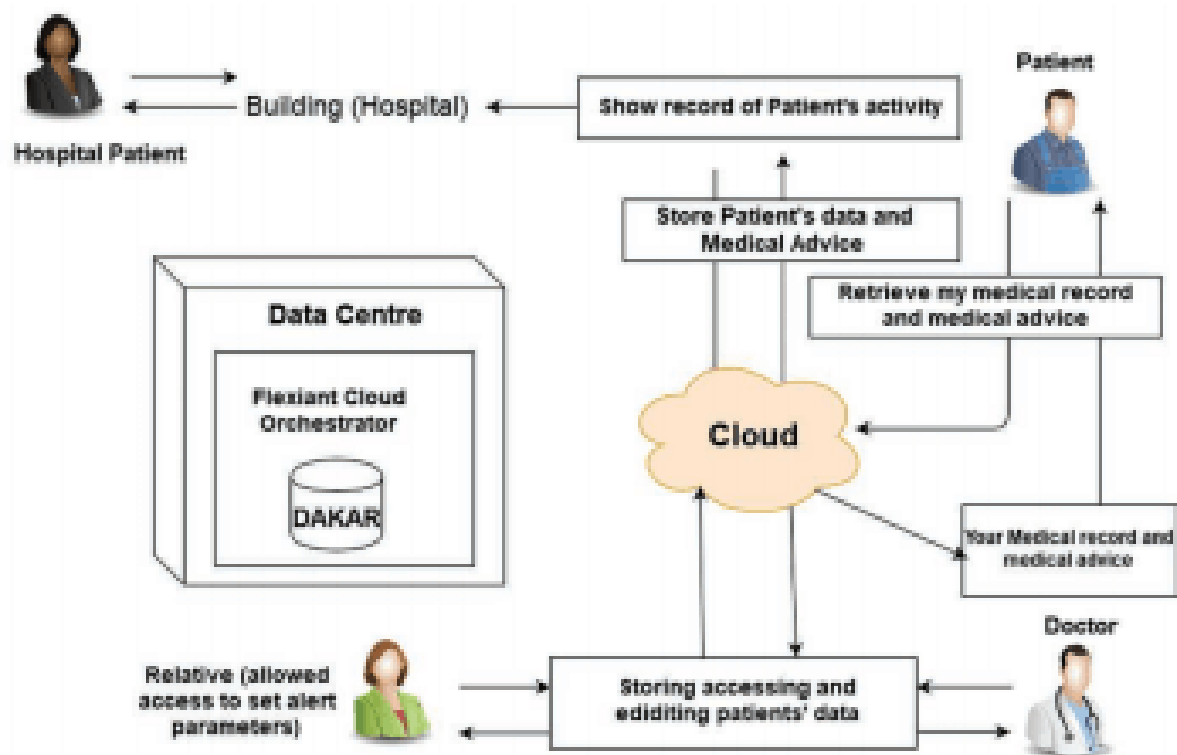 Patient
Building (Hospital)
Show record of Patient's activity
Hospital Patient
Store Patient's data and
Medical Advice
Retrieve my medical record
and medical advice
Data Centre
Flexiant Cloud
Orchestrator
DAKAR
Cloud
Your Medical record and
medical advice
Doctor
Relative (allowed
access to set alert
parameters)
Storing accessing and
ediditing patients' data